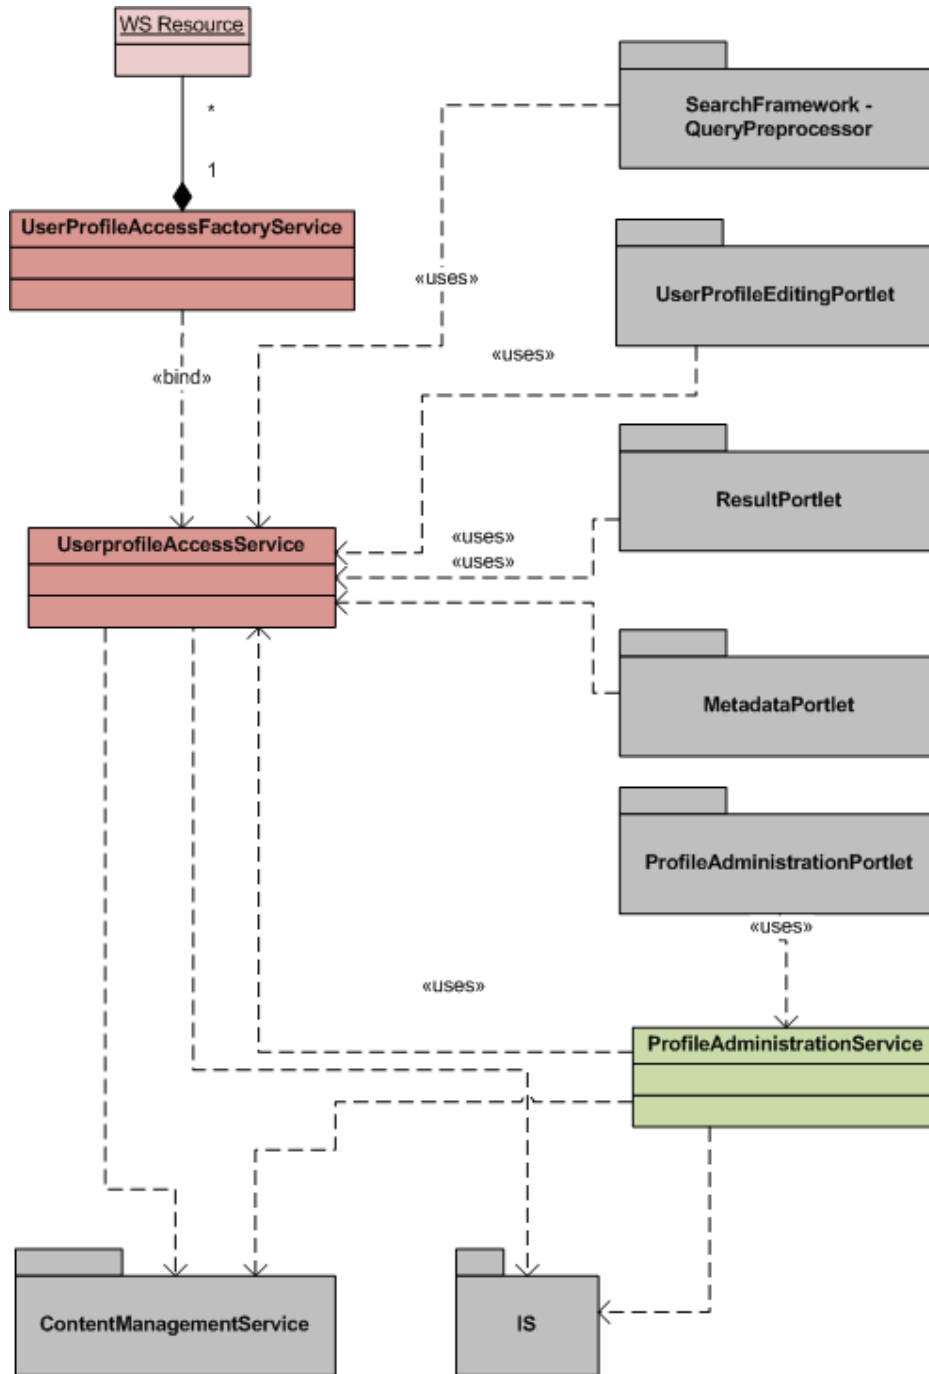 WS Resource
*
1
UserProfileAccessFactoryService
«bind»
SearchFramework -
QueryPreprocessor
«uses»
UserProfileEditingPortlet
«uses»
ResultPortlet
UserprofileAccessService
«uses»
«uses»
MetadataPortlet
ProfileAdministrationPortlet
«uses»
«uses»
ProfileAdministrationService
ContentManagementService
IS